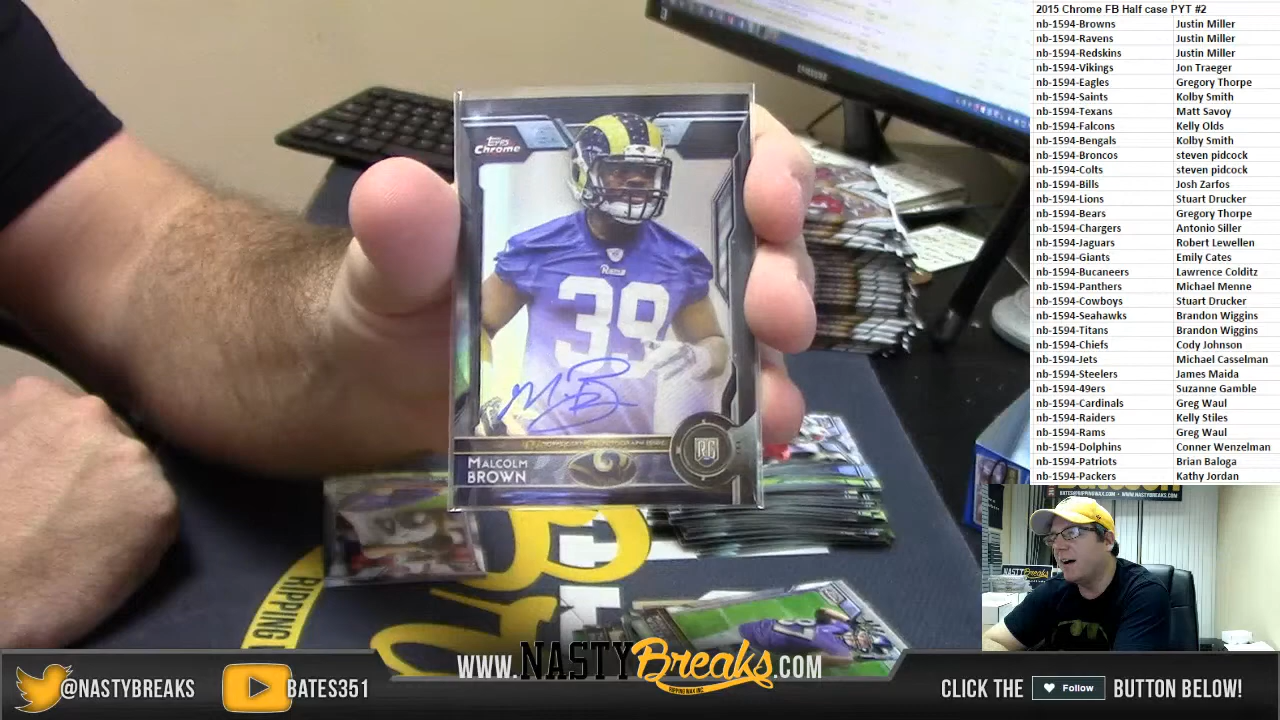 2015 Chrome FB Half case PYT #2
nb-1594-Browns Justin Miller
nb-1594-Ravens Justin Miller
nb-1594-Redskins Justin Miller
nb-1594-Vikings Jon Traeger
nb-1594-Eagles Gregory Thorpe
nb-1594-Saints Kolby Smith
nb-1594-Texans Matt Savoy
nb-1594-Falcons Kelly Olds
nb-1594-Bengals Kolby Smith
nb-1594-Broncos steven pidcock
nb-1594-Colts steven pidcock
nb-1594-Bills Josh Zarfos
nb-1594-Lions Stuart Drucker
nb-1594-Bears Gregory Thorpe
nb-1594-Chargers Antonio Siller
nb-1594-Jaguars Robert Lewellen
nb-1594-Giants Emily Cates
nb-1594-Bucaneers Lawrence Colditz
nb-1594-Panthers Michael Menne
nb-1594-Cowboys Stuart Drucker
nb-1594-Seahawks Brandon Wiggins
nb-1594-Titans Brandon Wiggins
nb-1594-Chiefs Cody Johnson
nb-1594-Jets Michael Casselman
nb-1594-Steelers James Maida
nb-1594-49ers Suzanne Gamble
nb-1594-Cardinals Greg Waul
nb-1594-Raiders Kelly Stiles
nb-1594-Rams Greg Waul
nb-1594-Dolphins Conner Wenzelman
nb-1594-Patriots Brian Baloga
nb-1594-Packers Kathy Jordan
SAMSUNG
Topps
Chrome
Rams
39
M. B
MALCOLM
BROWN
RC
RIPPING
NASTY Breaks
@NASTYBREAKS
BATES351
WWW.NASTYBreaks.COM
RIPPING WAX INC.
CLICK THE Follow BUTTON BELOW!